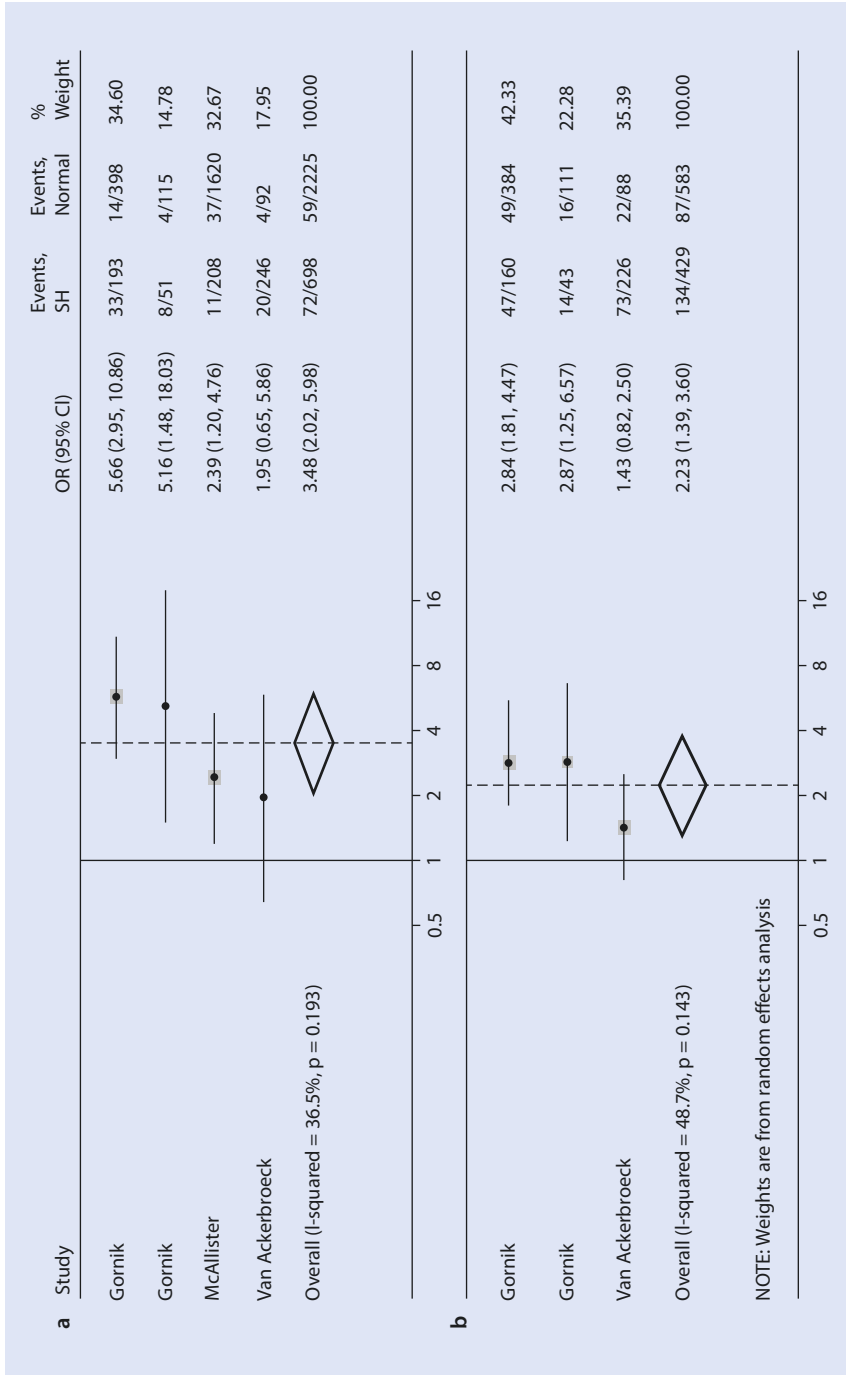 a
Study OR (95% CI) Events, SH Events, Normal % Weight
Gornik 5.66 (2.95, 10.86) 33/193 14/398 34.60
Gornik 5.16 (1.48, 18.03) 8/51 4/115 14.78
McAllister 2.39 (1.20, 4.76) 11/208 37/1620 32.67
Van Ackerbroeck 1.95 (0.65, 5.86) 20/246 4/92 17.95
Overall (I-squared = 36.5%, p = 0.193) 3.48 (2.02, 5.98) 72/698 59/2225 100.00
0.5 1 2 4 8 16
b
Gornik 2.84 (1.81, 4.47) 47/160 49/384 42.33
Gornik 2.87 (1.25, 6.57) 14/43 16/111 22.28
Van Ackerbroeck 1.43 (0.82, 2.50) 73/226 22/88 35.39
Overall (I-squared = 48.7%, p = 0.143) 2.23 (1.39, 3.60) 134/429 87/583 100.00
NOTE: Weights are from random effects analysis
0.5 1 2 4 8 16